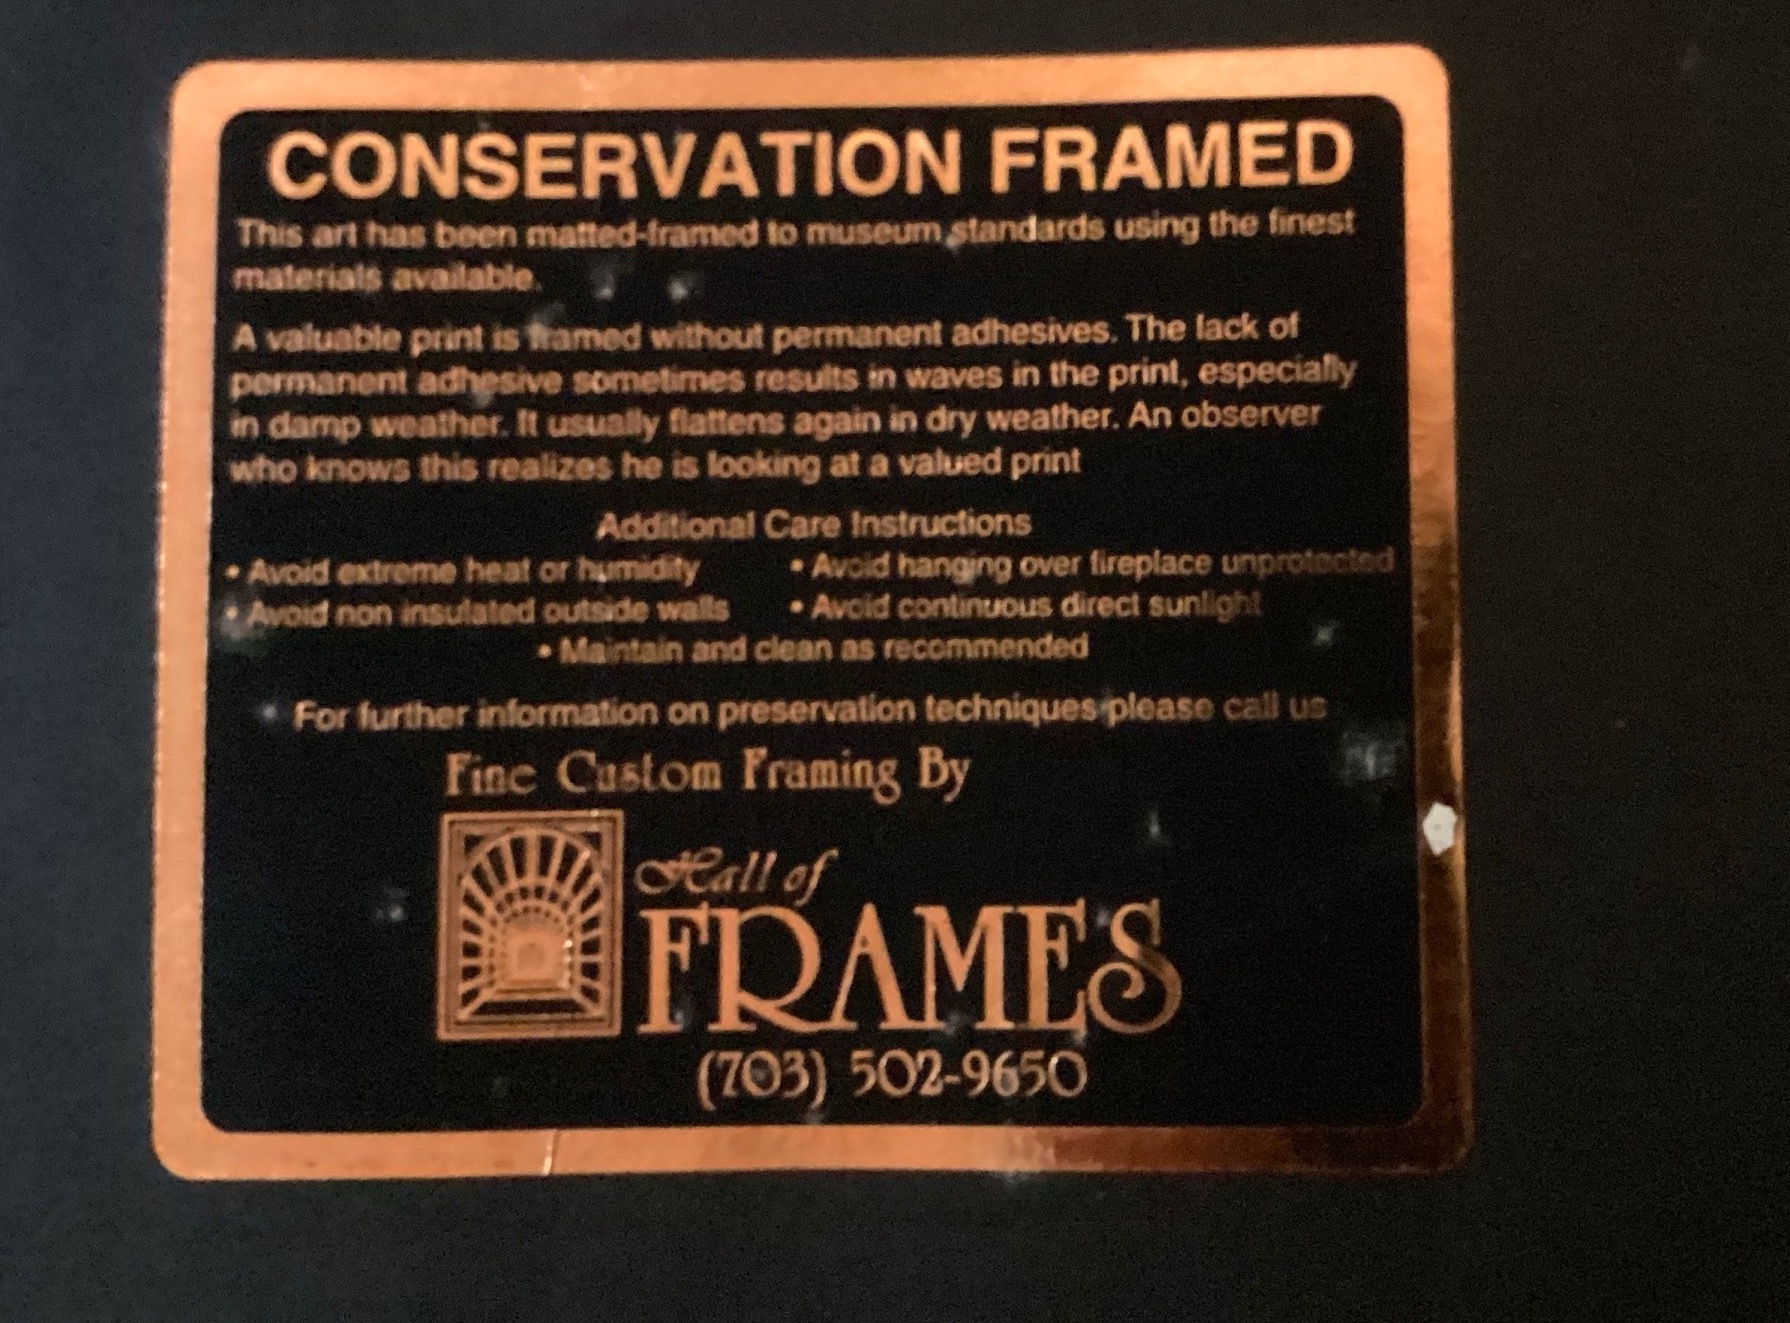 CONSERVATION FRAMED
This art has been matted-framed to museum standards using the finest
materials available.
A valuable print is framed without permanent adhesives. The lack of
permanent adhesive sometimes results in waves in the print, especially
in damp weather. It usually flattens again in dry weather. An observer
who knows this realizes he is looking at a valued print
Additional Care Instructions
• Avoid extreme heat or humidity • Avoid hanging over fireplace unprotected
• Avoid non insulated outside walls • Avoid continuous direct sunlight
• Maintain and clean as recommended
For further information on preservation techniques please call us
Fine Custom Framing By
Hall of
FRAMES
(703) 502-9650